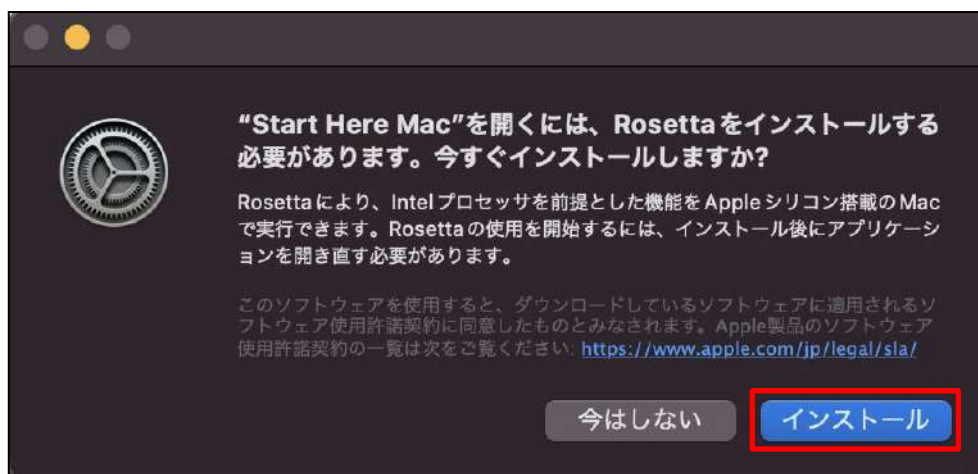 “Start Here Mac”を開くには、Rosettaをインストールする
必要があります。今すぐインストールしますか?
Rosettaにより、Intelプロセッサを前提とした機能をAppleシリコン搭載のMac
で実行できます。Rosettaの使用を開始するには、インストール後にアプリケーシ
ョンを開き直す必要があります。
このソフトウェアを使用すると、ダウンロードしているソフトウェアに適用されるソ
フトウェア使用許諾契約に同意したものとみなされます。Apple製品のソフトウェア
使用許諾契約の一覧は次をご覧ください: https://www.apple.com/jp/legal/sla/
今はしない
インストール